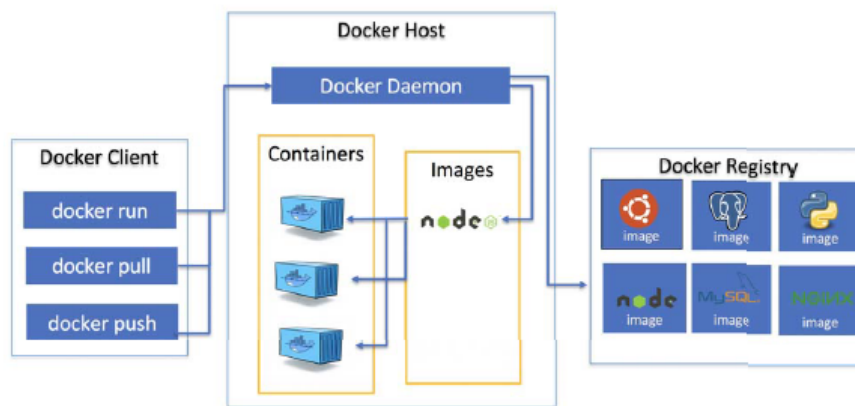 Docker Host
Docker Daemon
Docker Client
docker run
docker pull
docker push
Containers
Images
node
Docker Registry
image
image
image
node
image
MySQL
image
NGINX
image